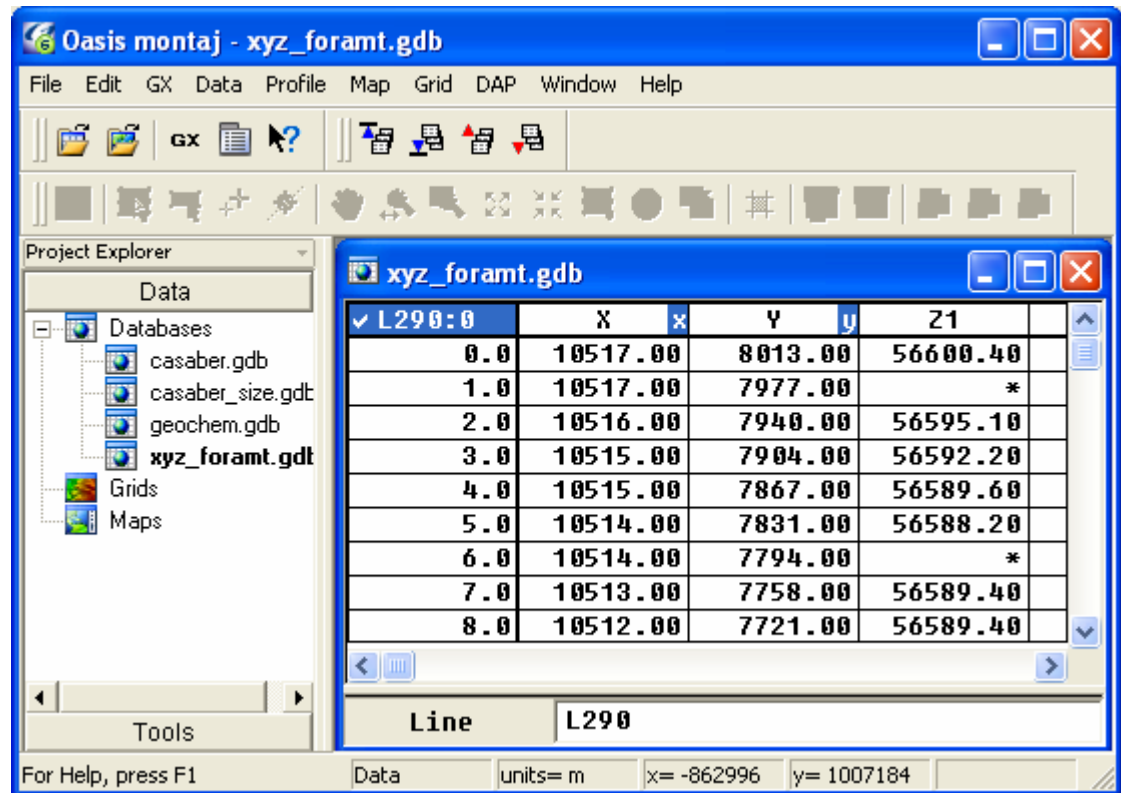 Oasis montaj - xyz_foramt.gdb
File Edit GX Data Profile Map Grid DAP Window Help
GX
Project Explorer
Data
Databases
casaber.gdb
casaber_size.gdb
geochem.gdb
xyz_foramt.gdb
Grids
Maps
Tools
xyz_foramt.gdb
L290:0 X x Y y Z1
0.0 10517.00 8013.00 56600.40
1.0 10517.00 7977.00 *
2.0 10516.00 7940.00 56595.10
3.0 10515.00 7904.00 56592.20
4.0 10515.00 7867.00 56589.60
5.0 10514.00 7831.00 56588.20
6.0 10514.00 7794.00 *
7.0 10513.00 7758.00 56589.40
8.0 10512.00 7721.00 56589.40
Line L290
For Help, press F1 Data units= m x= -862996 y= 1007184